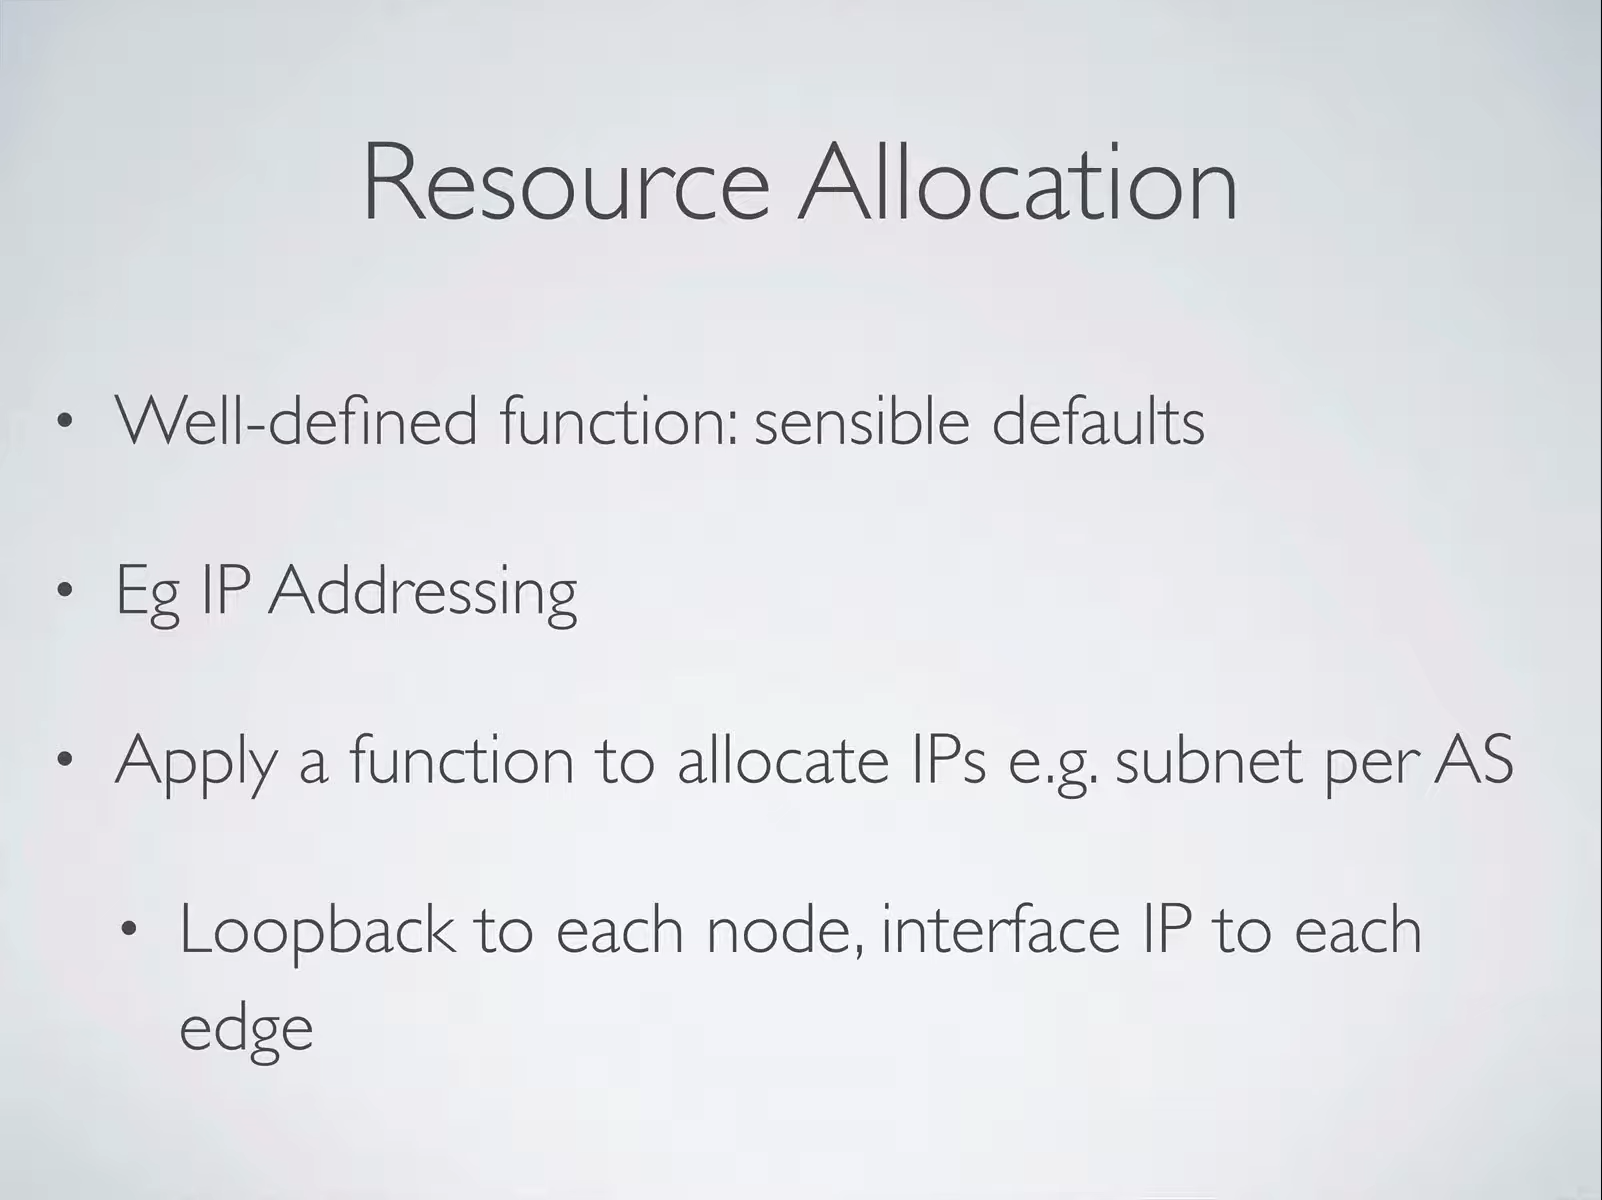 Resource Allocation
• Well-defined function: sensible defaults
• Eg IP Addressing
• Apply a function to allocate IPs e.g. subnet per AS
• Loopback to each node, interface IP to each
edge